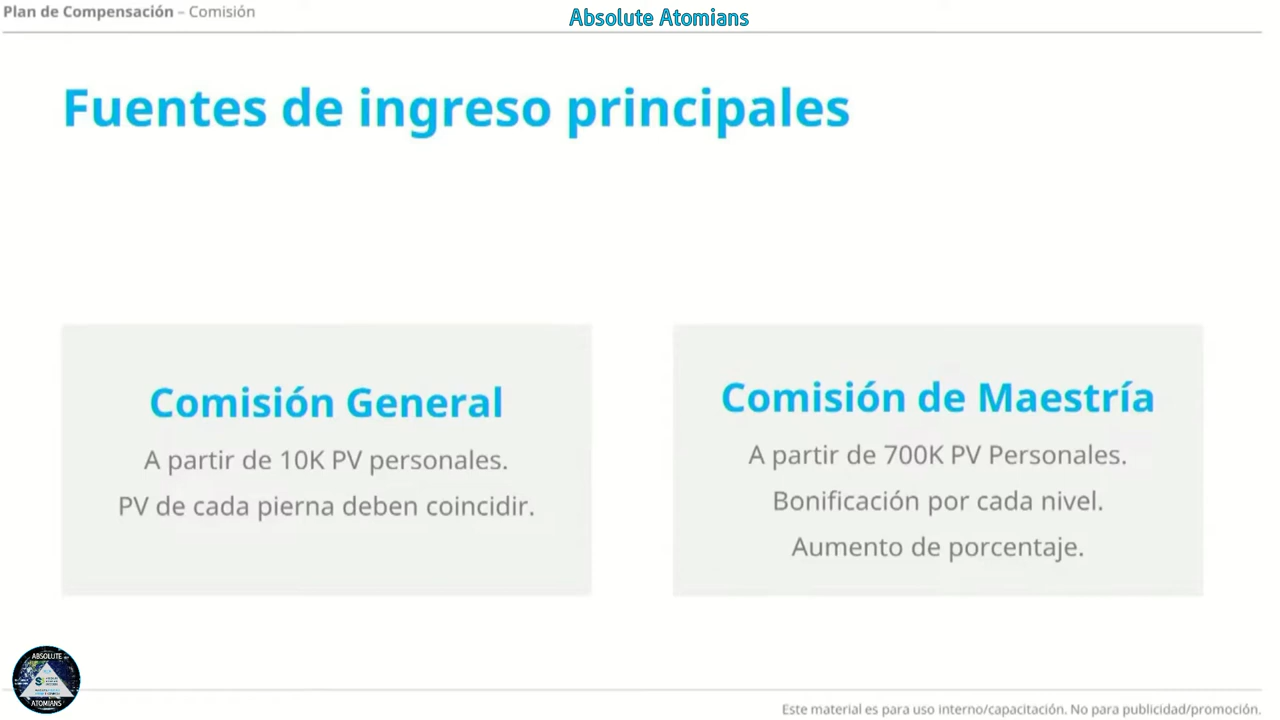 Plan de Compensación – Comisión
Absolute Atomians
Fuentes de ingreso principales
Comisión General
A partir de 10K PV personales.
PV de cada pierna deben coincidir.
Comisión de Maestría
A partir de 700K PV Personales.
Bonificación por cada nivel.
Aumento de porcentaje.
ABSOLUTE
ATOMIANS
Este material es para uso interno/capacitación. No para publicidad/promoción.